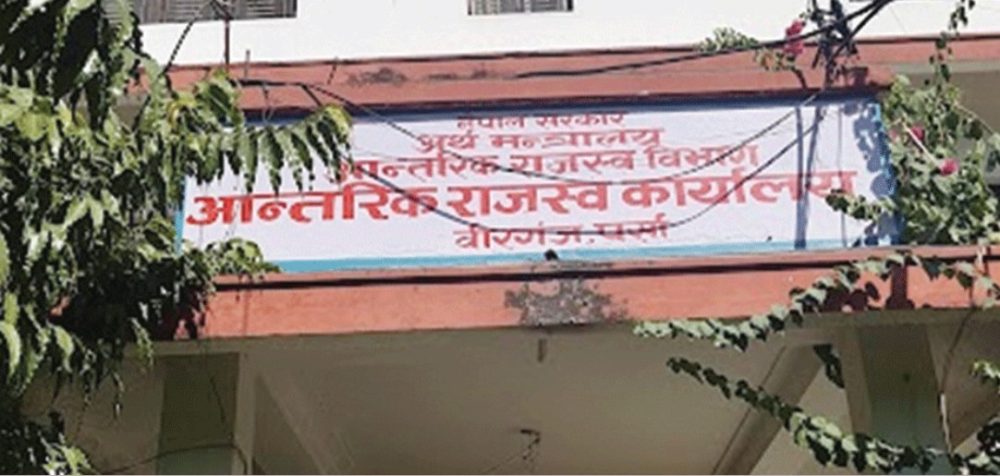 नेपाल सरकार
अर्थ मन्त्रालय
आन्तरिक राजस्व विभाग
आन्तरिक राजस्व कार्यालय
वीरगंज, पर्सा